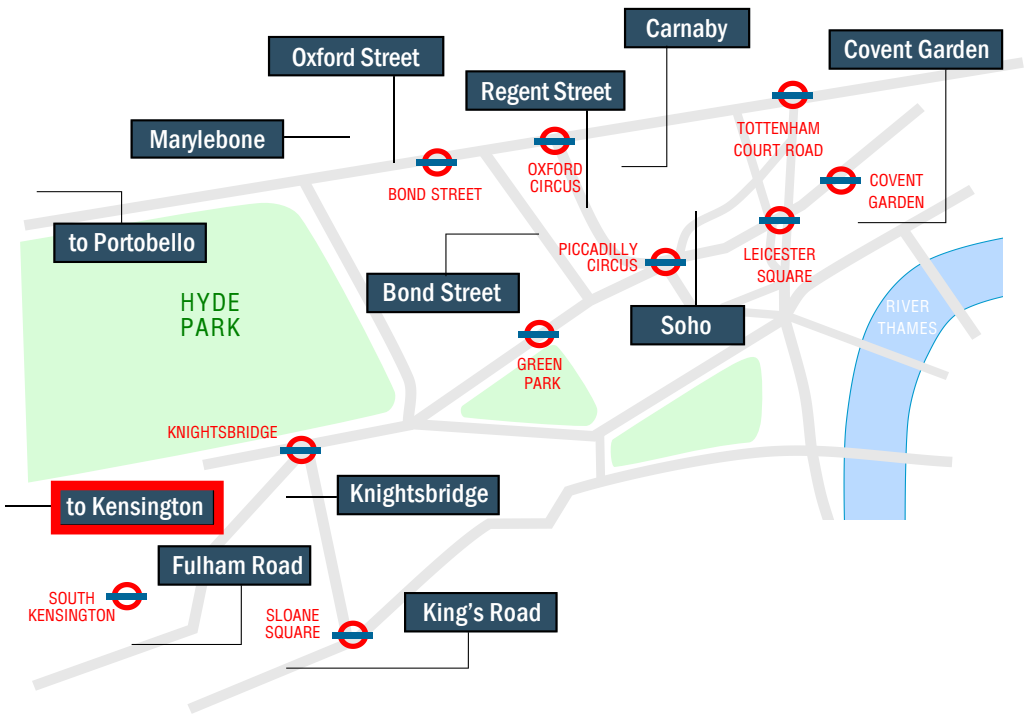 Carnaby
Oxford Street
Covent Garden
Regent Street
Marylebone
TOTTENHAM
COURT ROAD
OXFORD
CIRCUS
BOND STREET
COVENT
GARDEN
to Portobello
PICCADILLY
CIRCUS
LEICESTER
SQUARE
Bond Street
HYDE
PARK
Soho
RIVER
THAMES
GREEN
PARK
KNIGHTSBRIDGE
to Kensington
Knightsbridge
Fulham Road
SOUTH
KENSINGTON
SLOANE
SQUARE
King's Road